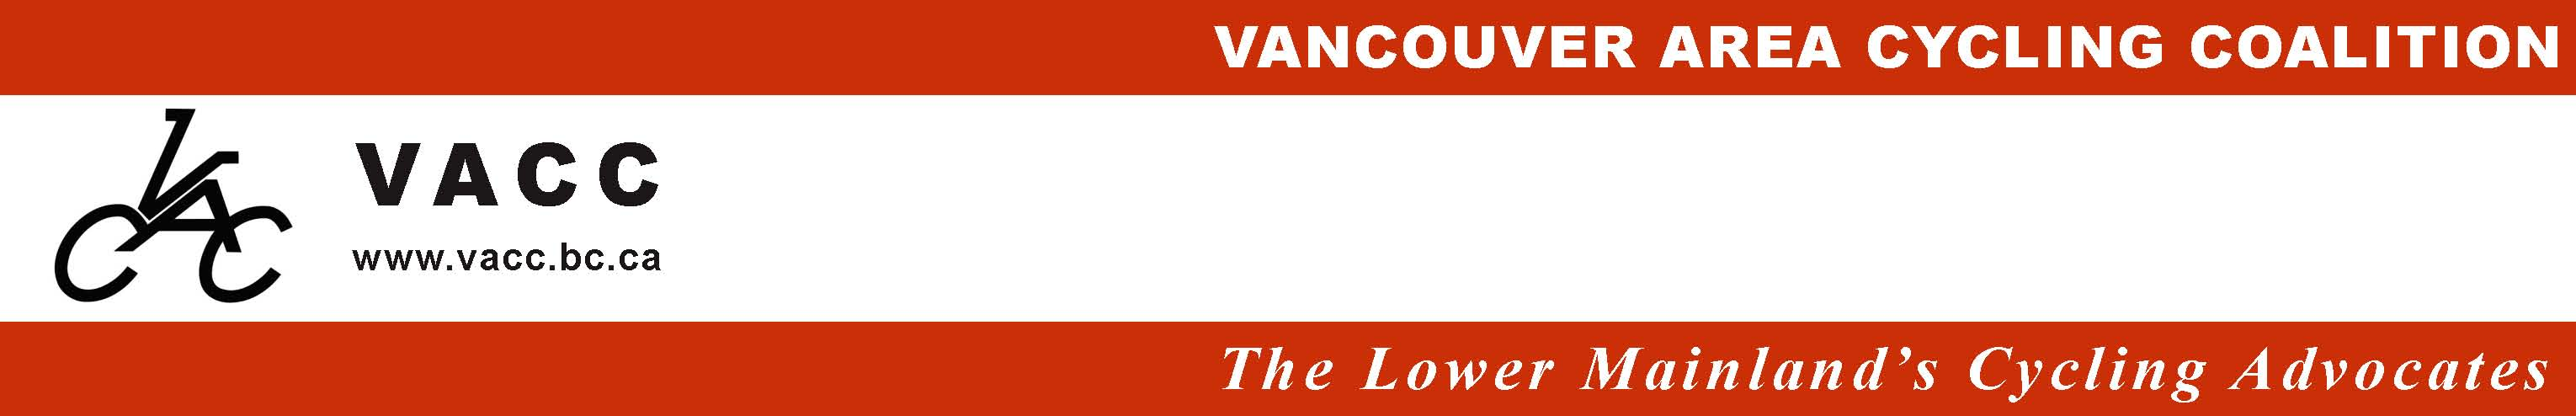 VANCOUVER AREA CYCLING COALITION
VACC
www.vacc.bc.ca
The Lower Mainland’s Cycling Advocates